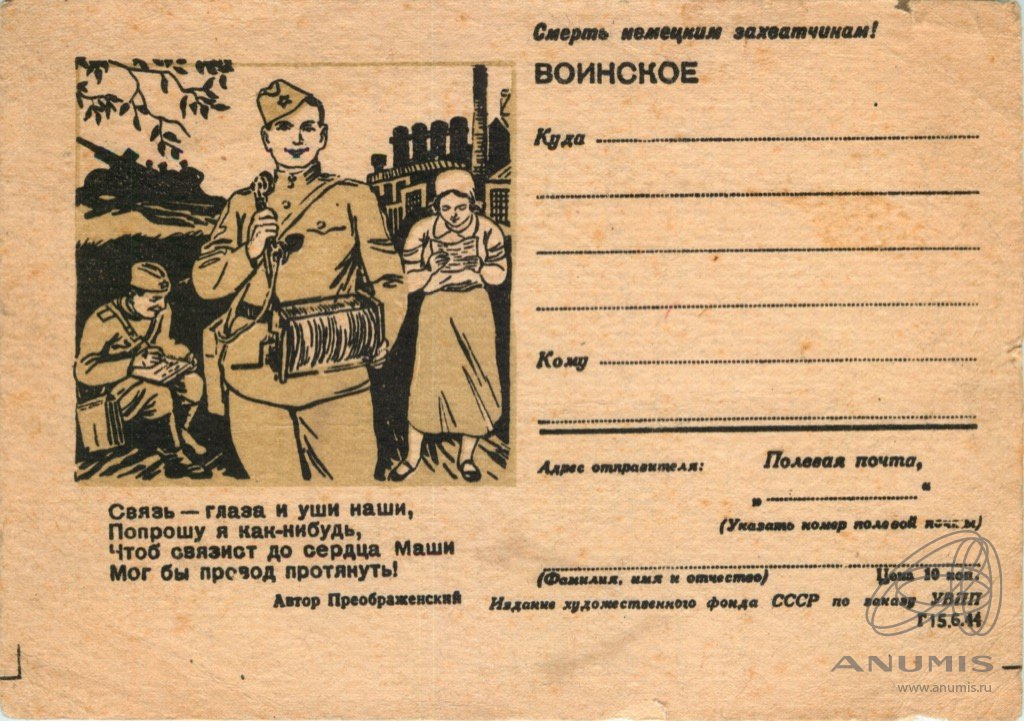 Смерть немецким захватчикам!
ВОИНСКОЕ
Куда
Кому
Адрес отправителя: Полевая почта,
„ “
(Указать номер полевой почты)
(Фамилия, имя и отчество) Цена 10 коп.
Издание художественного фонда СССР по заказу УВПП
Г15.6.44
Связь — глаза и уши наши,
Попрошу я как-нибудь,
Чтоб связист до сердца Маши
Мог бы провод протянуть!
Автор Преображенский
ANUMIS
www.anumis.ru